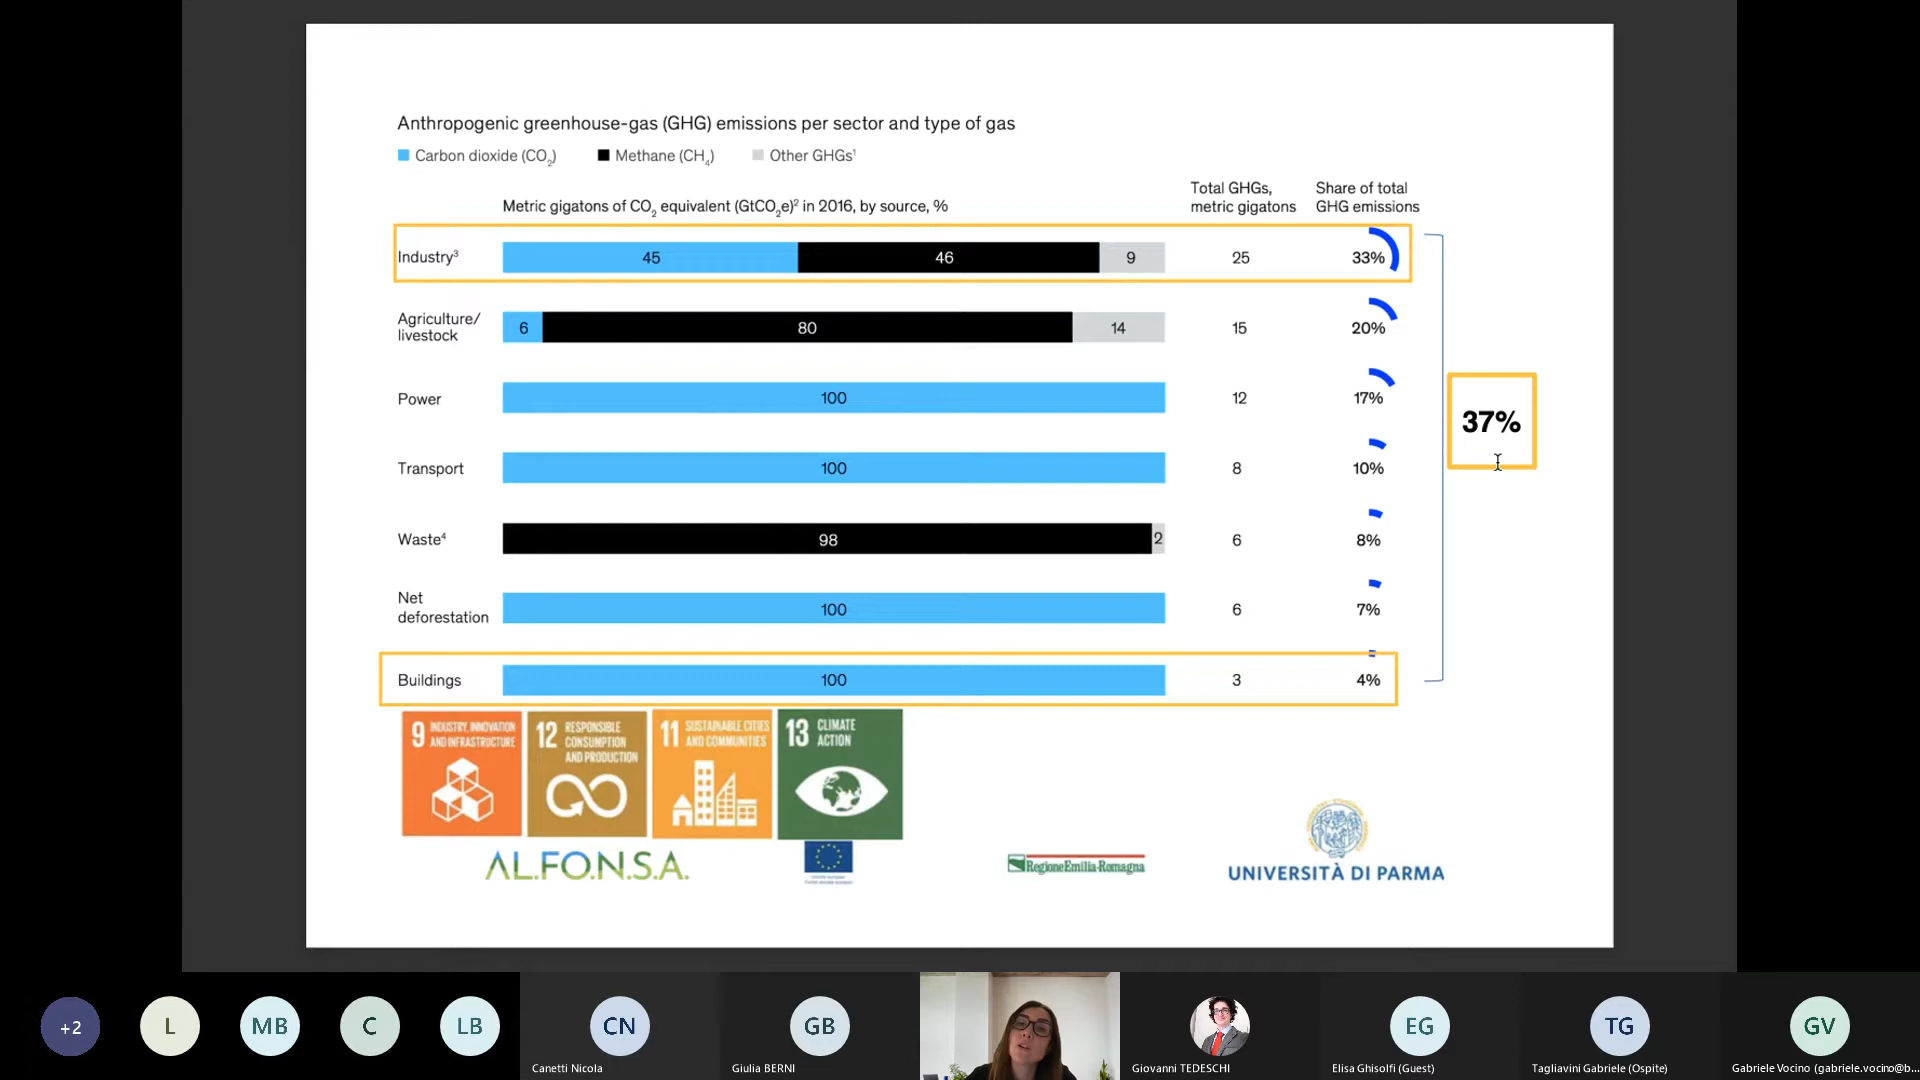 Anthropogenic greenhouse-gas (GHG) emissions per sector and type of gas
Carbon dioxide (CO₂) Methane (CH₄) Other GHGs¹
Metric gigatons of CO₂ equivalent (GtCO₂e)² in 2016, by source, %
Total GHGs,
metric gigatons
Share of total
GHG emissions
Industry³ 45 46 9 25 33%
Agriculture/
livestock 6 80 14 15 20%
Power 100 12 17%
37%
Transport 100 8 10%
Waste⁴ 98 2 6 8%
Net
deforestation 100 6 7%
Buildings 100 3 4%
9 INDUSTRY, INNOVATION
AND INFRASTRUCTURE
12 RESPONSIBLE
CONSUMPTION
AND PRODUCTION
11 SUSTAINABLE CITIES
AND COMMUNITIES
13 CLIMATE
ACTION
AL.FO.N.S.A.
RegioneEmilia-Romagna
UNIVERSITÀ DI PARMA
+2 L MB C LB CN GB EG TG GV
Canetti Nicola
Giulia BERNI
Giovanni TEDESCHI
Elisa Ghisolfi (Guest)
Tagliavini Gabriele (Ospite)
Gabriele Vocino (gabriele.vocino@b...